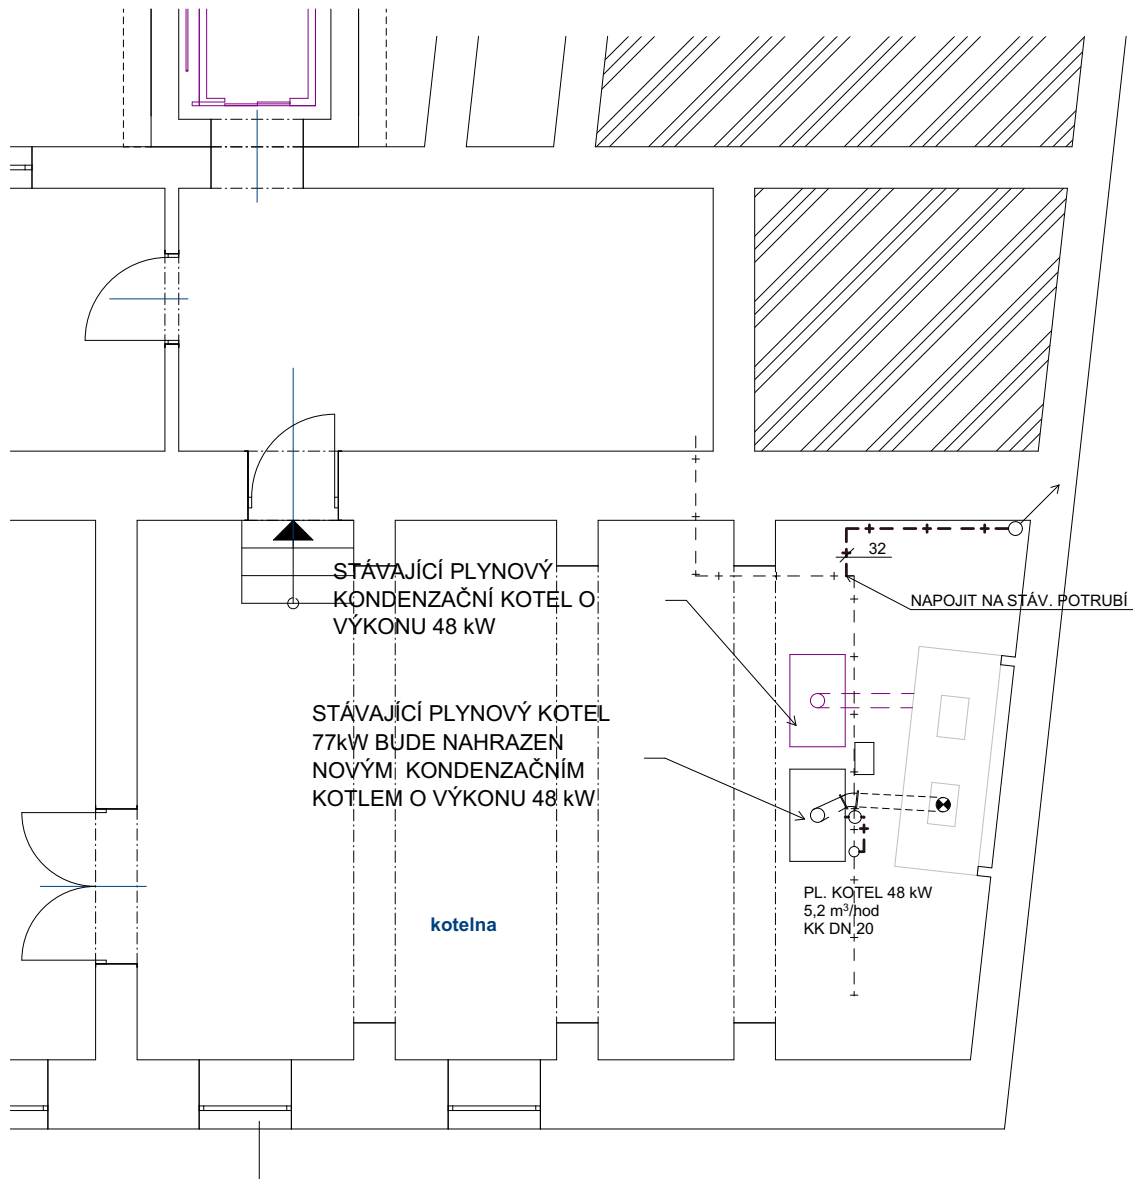 32
NAPOJIT NA STÁV. POTRUBÍ
STÁVAJÍCÍ PLYNOVÝ
KONDENZAČNÍ KOTEL O
VÝKONU 48 kW
STÁVAJÍCÍ PLYNOVÝ KOTEL
77kW BUDE NAHRAZEN
NOVÝM KONDENZAČNÍM
KOTLEM O VÝKONU 48 kW
PL. KOTEL 48 kW
5,2 m³/hod
KK DN 20
kotelna